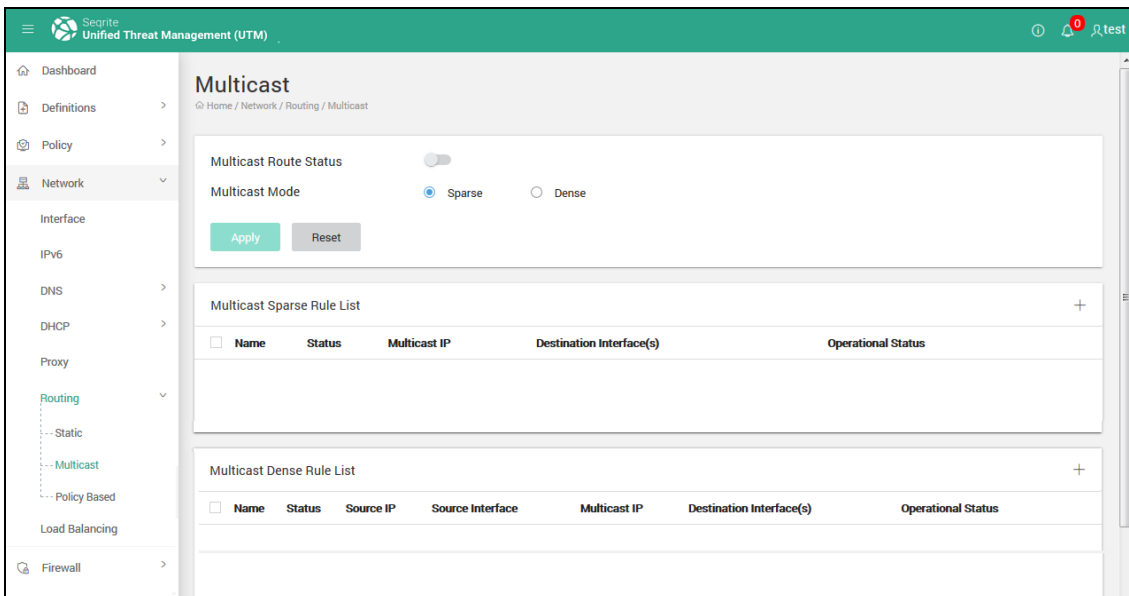 Seqrite
Unified Threat Management (UTM)
0
test
Dashboard
Definitions
Policy
Network
Interface
IPv6
DNS
DHCP
Proxy
Routing
Static
Multicast
Policy Based
Load Balancing
Firewall
Multicast
Home / Network / Routing / Multicast
Multicast Route Status
Multicast Mode Sparse Dense
Apply Reset
Multicast Sparse Rule List
Name Status Multicast IP Destination Interface(s) Operational Status
Multicast Dense Rule List
Name Status Source IP Source Interface Multicast IP Destination Interface(s) Operational Status